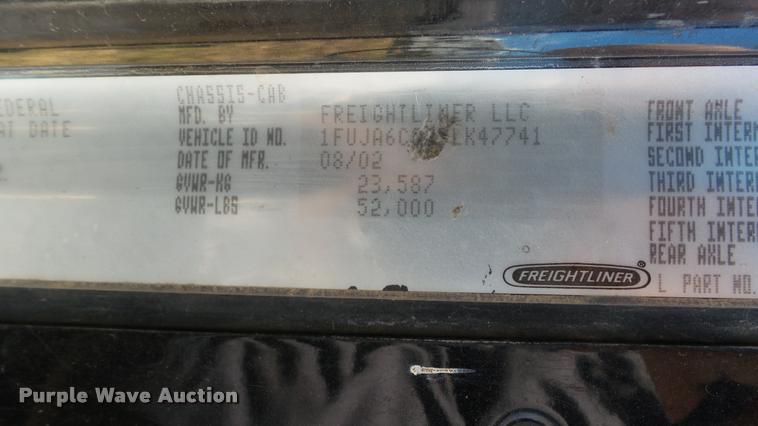 CHASSIS-CAB
EDERAL
AT DATE
MFD. BY FREIGHTLINER LLC
VEHICLE ID NO.
DATE OF MFR. 08/02
GVWR-KG 23,587
GVWR-LBS 52,000
FRONT AXLE
FIRST INTERM
SECOND INTE
THIRD INTER
FOURTH INTE
FIFTH INTER
REAR AXLE
L PART NO.
FREIGHTLINER®
Purple Wave Auction